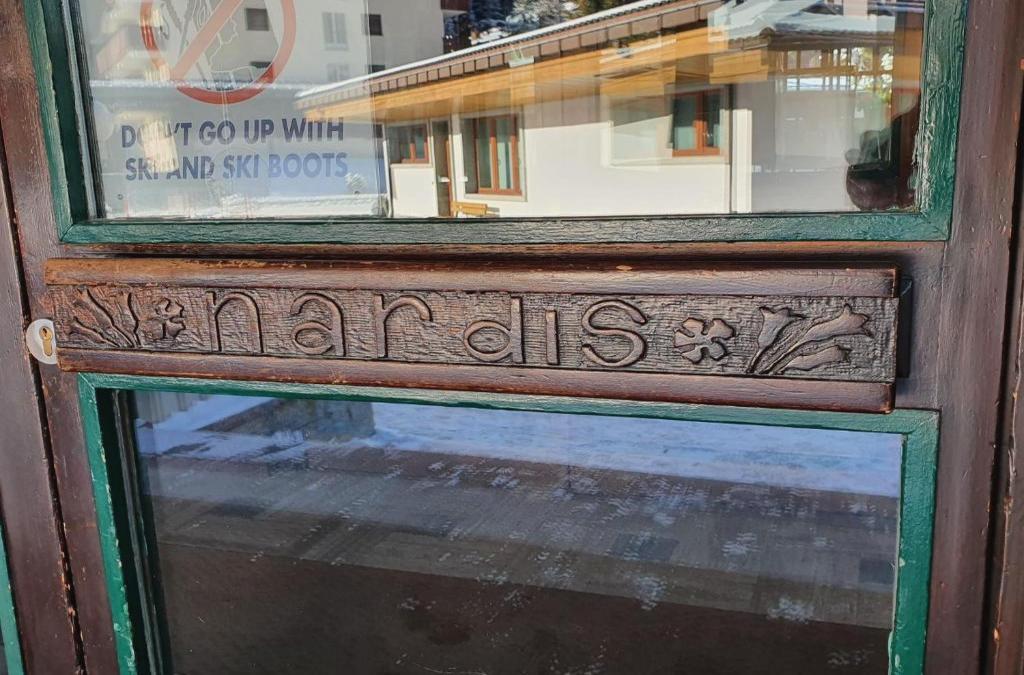 DON'T GO UP WITH
SKI AND SKI BOOTS
nardis